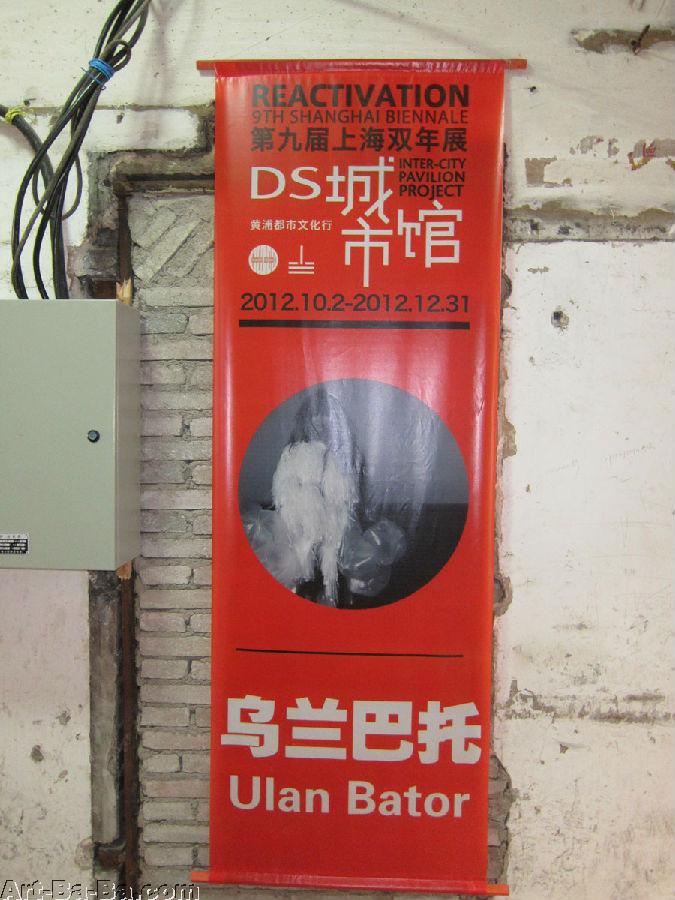 REACTIVATION
9TH SHANGHAI BIENNALE
第九届上海双年展
DS城市馆
INTER-CITY
PAVILION
PROJECT
黄浦都市文化行
2012.10.2-2012.12.31
乌兰巴托
Ulan Bator
Art-Ba-Ba.com